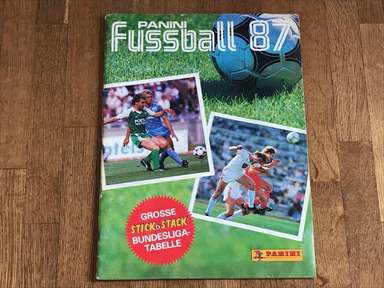 PANINI
Fussball 87
GROSSE
STICK'n STACK
BUNDESLIGA-
TABELLE
PANINI